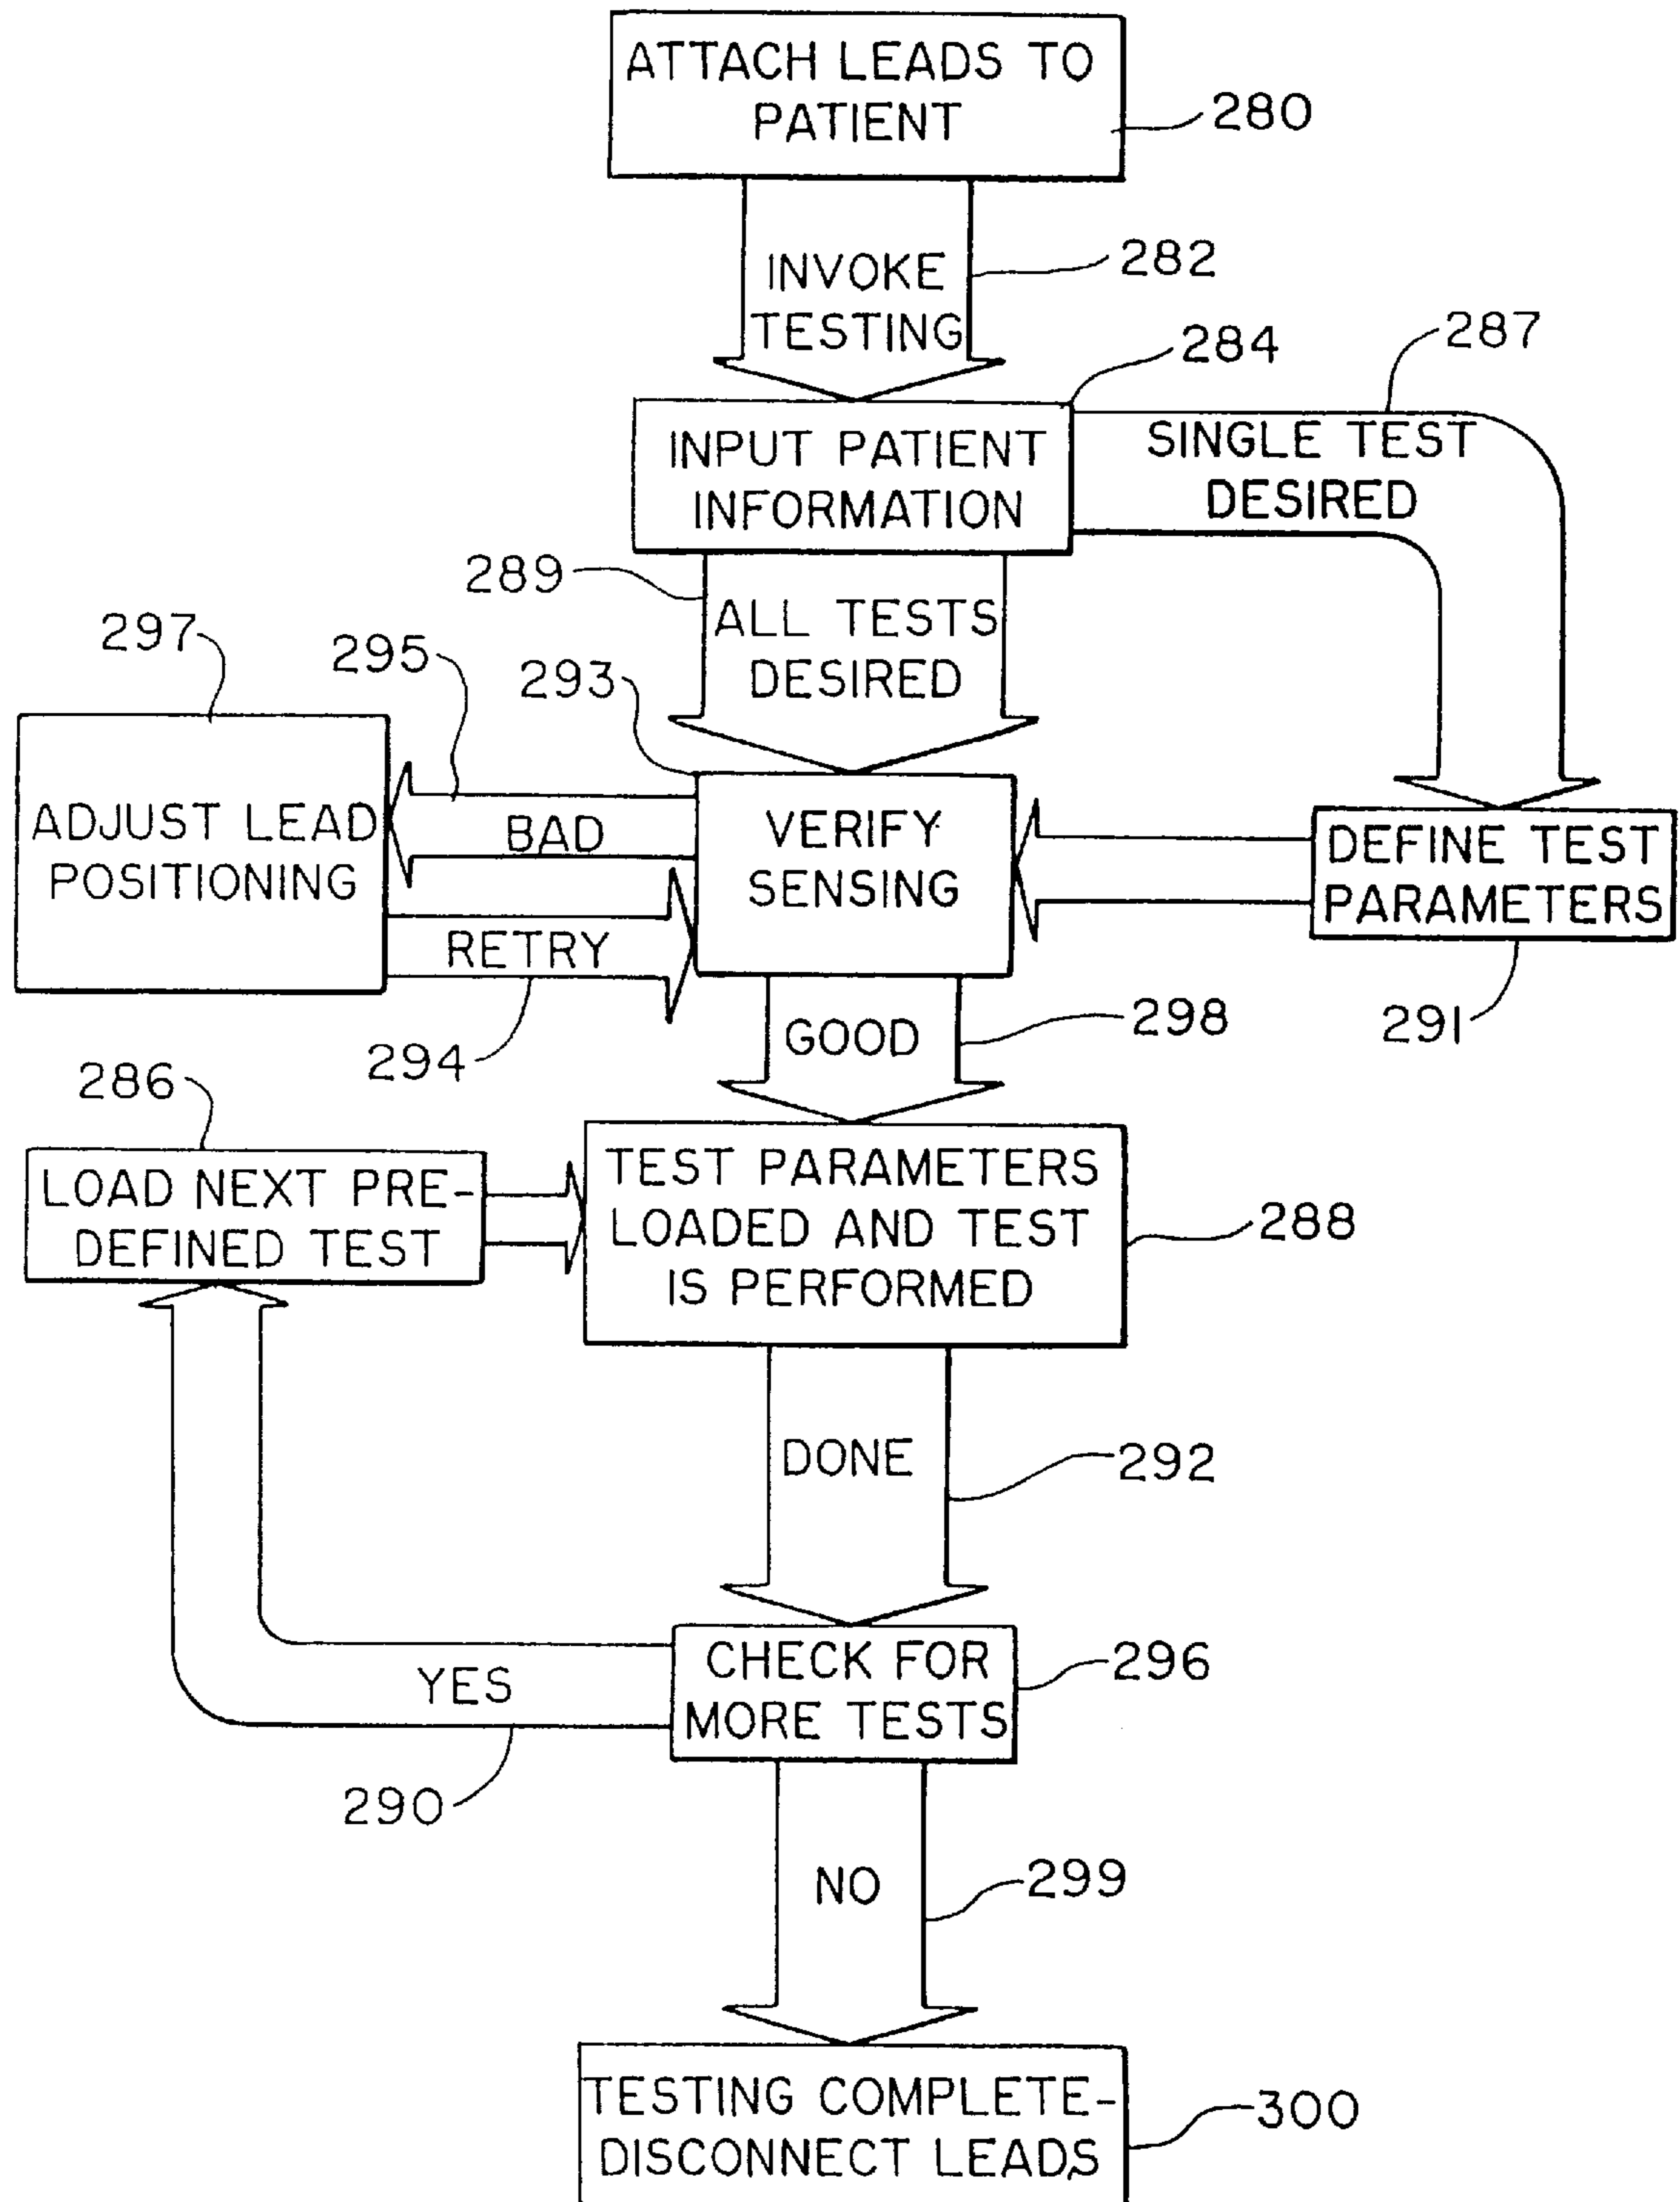 ATTACH LEADS TO
PATIENT
280
INVOKE
TESTING
282
284
287
INPUT PATIENT
INFORMATION
SINGLE TEST
DESIRED
289
ALL TESTS
DESIRED
297
295
293
ADJUST LEAD
POSITIONING
BAD
VERIFY
SENSING
DEFINE TEST
PARAMETERS
RETRY
294
GOOD
298
291
286
LOAD NEXT PRE-
DEFINED TEST
TEST PARAMETERS
LOADED AND TEST
IS PERFORMED
288
DONE
292
CHECK FOR
MORE TESTS
296
YES
290
NO
299
TESTING COMPLETE-
DISCONNECT LEADS
300